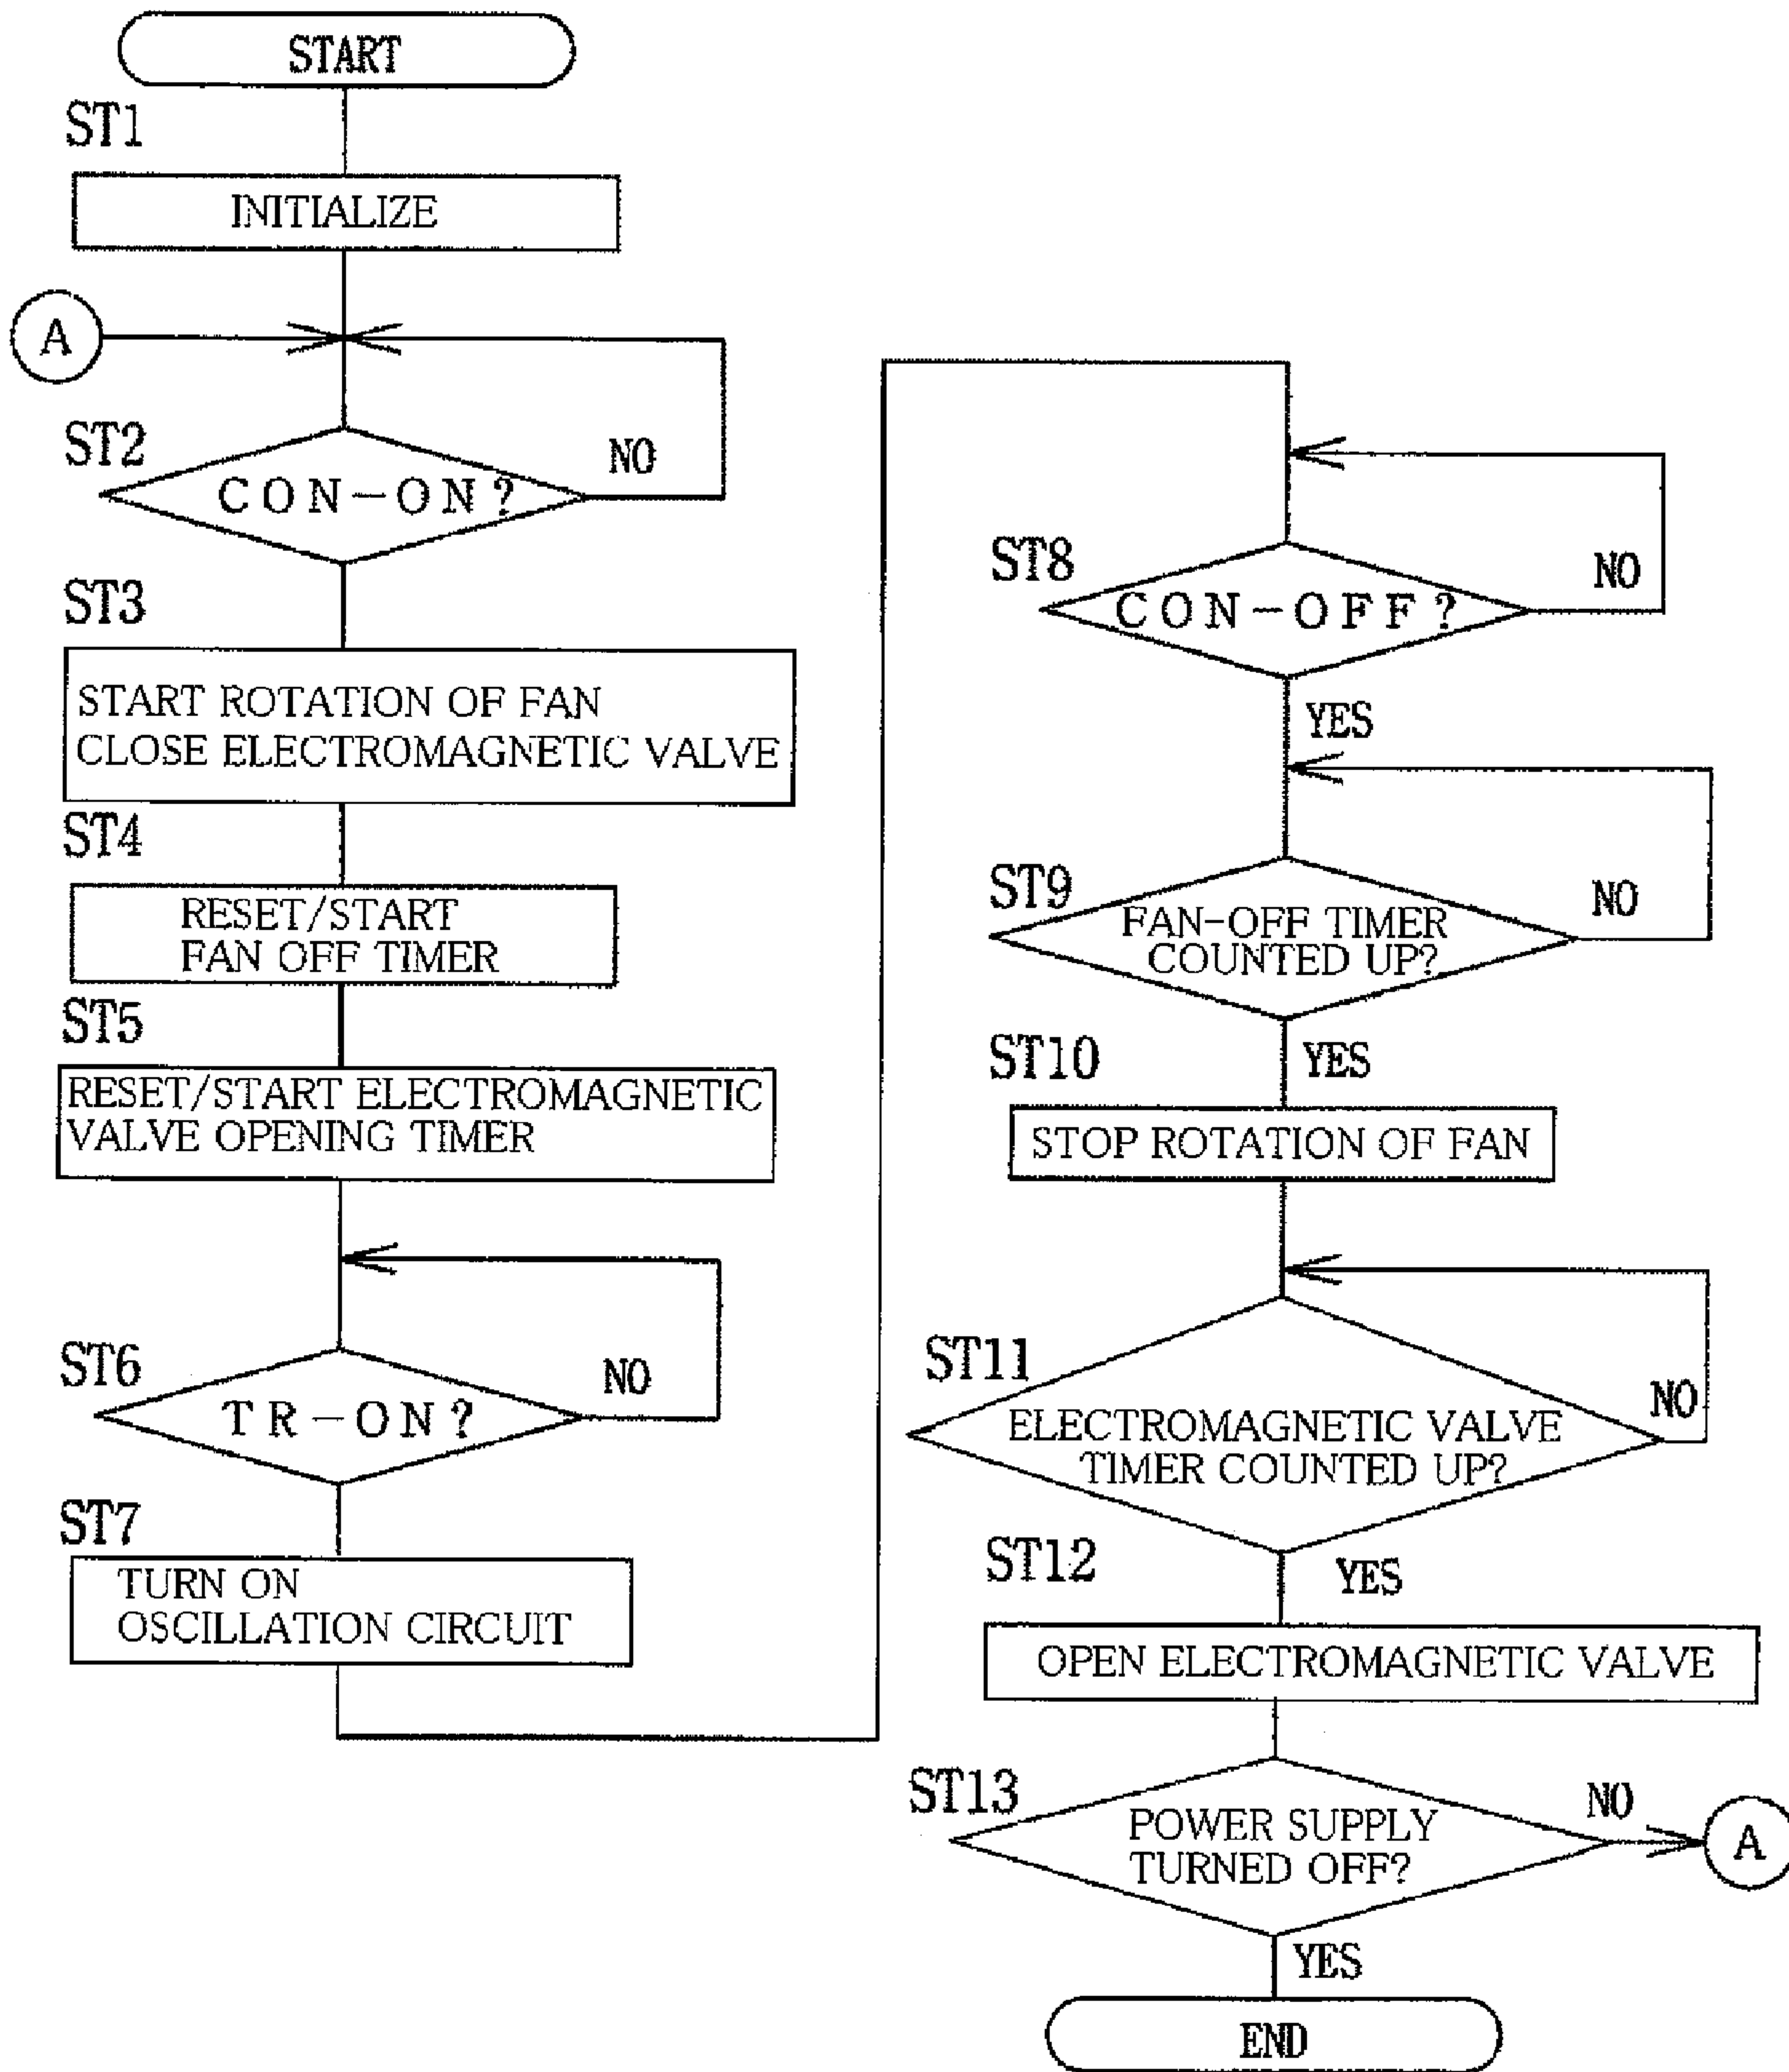 START
ST1
INITIALIZE
A
ST2
CON-ON?
NO
ST3
START ROTATION OF FAN
CLOSE ELECTROMAGNETIC VALVE
ST4
RESET/START
FAN OFF TIMER
ST5
RESET/START ELECTROMAGNETIC
VALVE OPENING TIMER
ST6
TR-ON?
NO
ST7
TURN ON
OSCILLATION CIRCUIT
ST8
CON-OFF?
NO
YES
ST9
FAN-OFF TIMER
COUNTED UP?
NO
YES
ST10
STOP ROTATION OF FAN
ST11
ELECTROMAGNETIC VALVE
TIMER COUNTED UP?
NO
YES
ST12
OPEN ELECTROMAGNETIC VALVE
ST13
POWER SUPPLY
TURNED OFF?
NO
A
YES
END